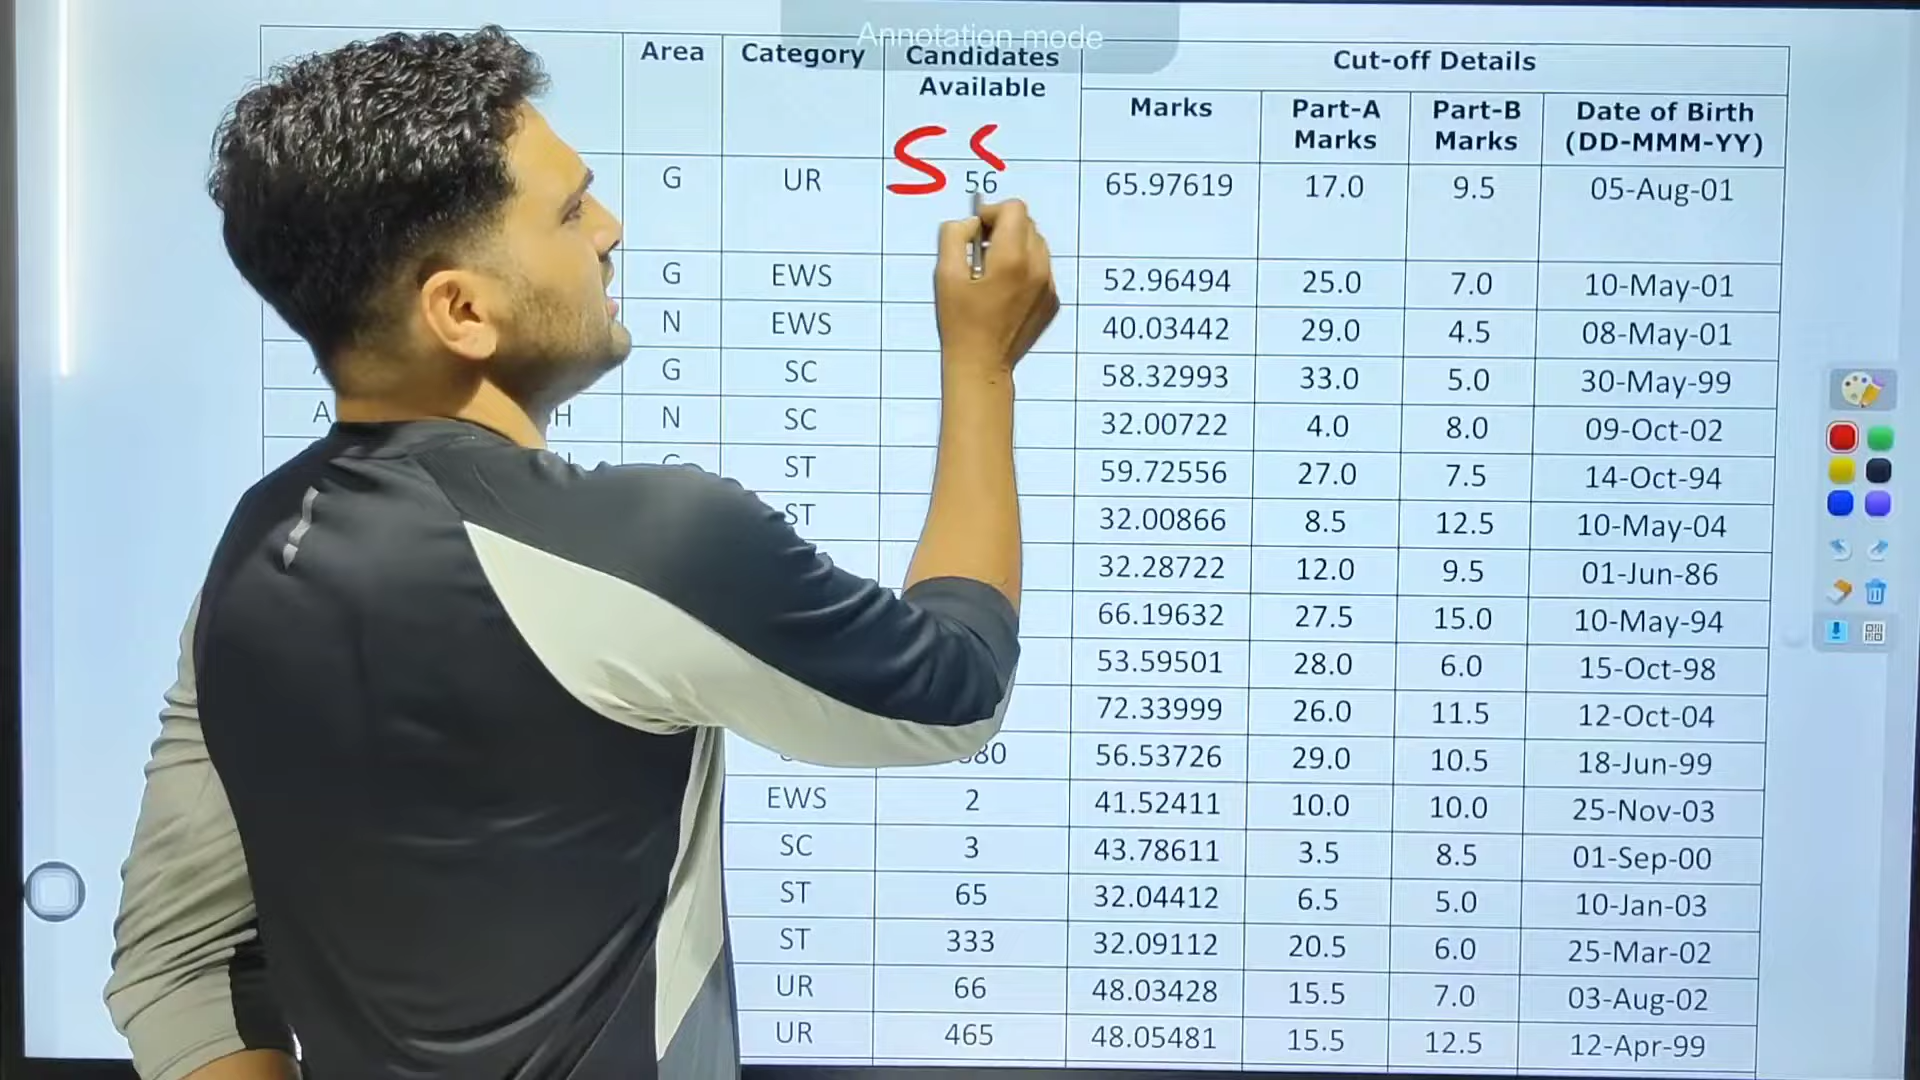 Annotation mode
Area Category Candidates Available Cut-off Details
Marks Part-A Marks Part-B Marks Date of Birth (DD-MMM-YY)
G UR 56 65.97619 17.0 9.5 05-Aug-01
G EWS 52.96494 25.0 7.0 10-May-01
N EWS 40.03442 29.0 4.5 08-May-01
G SC 58.32993 33.0 5.0 30-May-99
N SC 32.00722 4.0 8.0 09-Oct-02
ST 59.72556 27.0 7.5 14-Oct-94
ST 32.00866 8.5 12.5 10-May-04
32.28722 12.0 9.5 01-Jun-86
66.19632 27.5 15.0 10-May-94
53.59501 28.0 6.0 15-Oct-98
72.33999 26.0 11.5 12-Oct-04
56.53726 29.0 10.5 18-Jun-99
EWS 2 41.52411 10.0 10.0 25-Nov-03
SC 3 43.78611 3.5 8.5 01-Sep-00
ST 65 32.04412 6.5 5.0 10-Jan-03
ST 333 32.09112 20.5 6.0 25-Mar-02
UR 66 48.03428 15.5 7.0 03-Aug-02
UR 465 48.05481 15.5 12.5 12-Apr-99